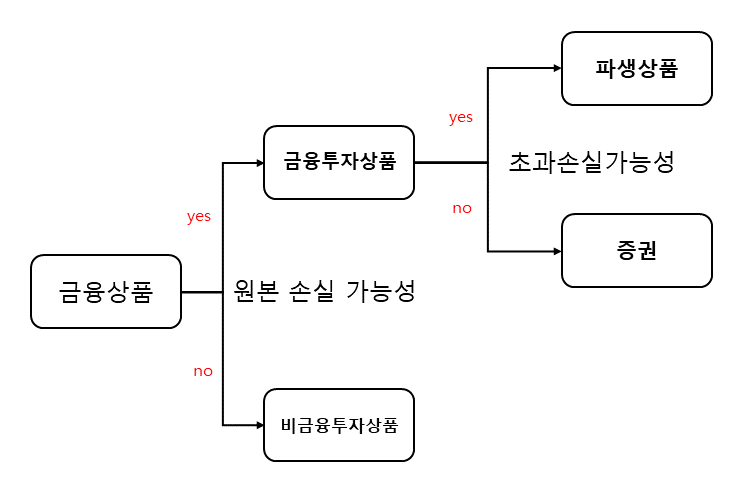 파생상품
yes
금융투자상품
초과손실가능성
no
yes
증권
금융상품
원본 손실 가능성
no
비금융투자상품